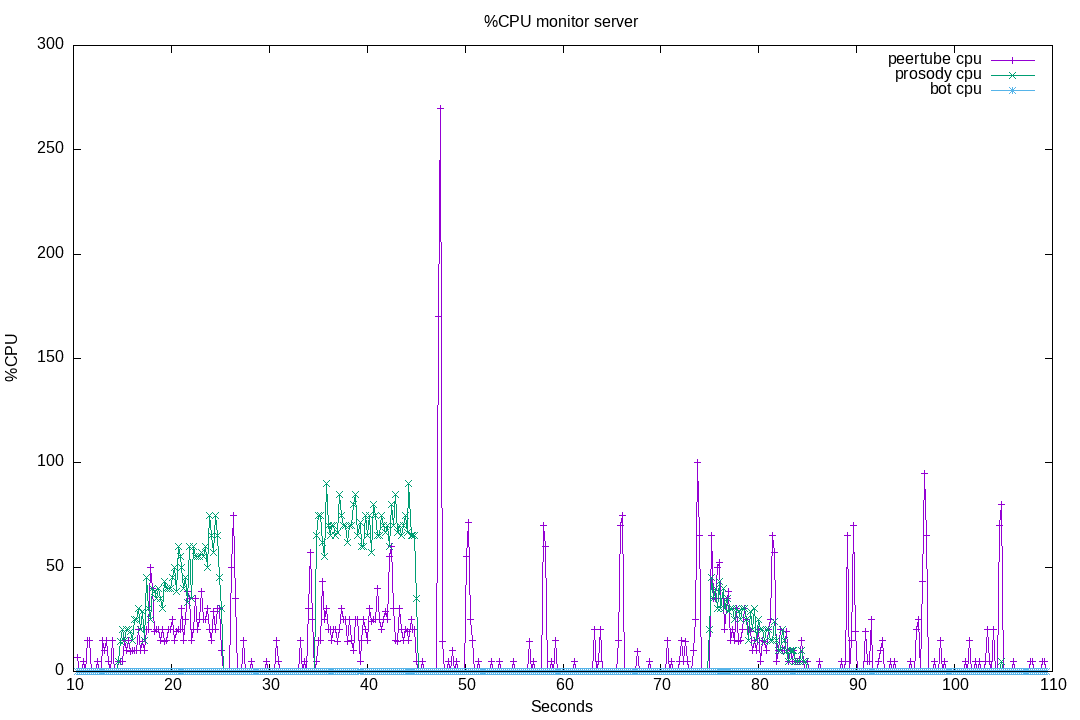 %CPU monitor server
300
250
200
150
100
50
0
%CPU
peertube cpu
prosody cpu
bot cpu
10 20 30 40 50 60 70 80 90 100 110
Seconds